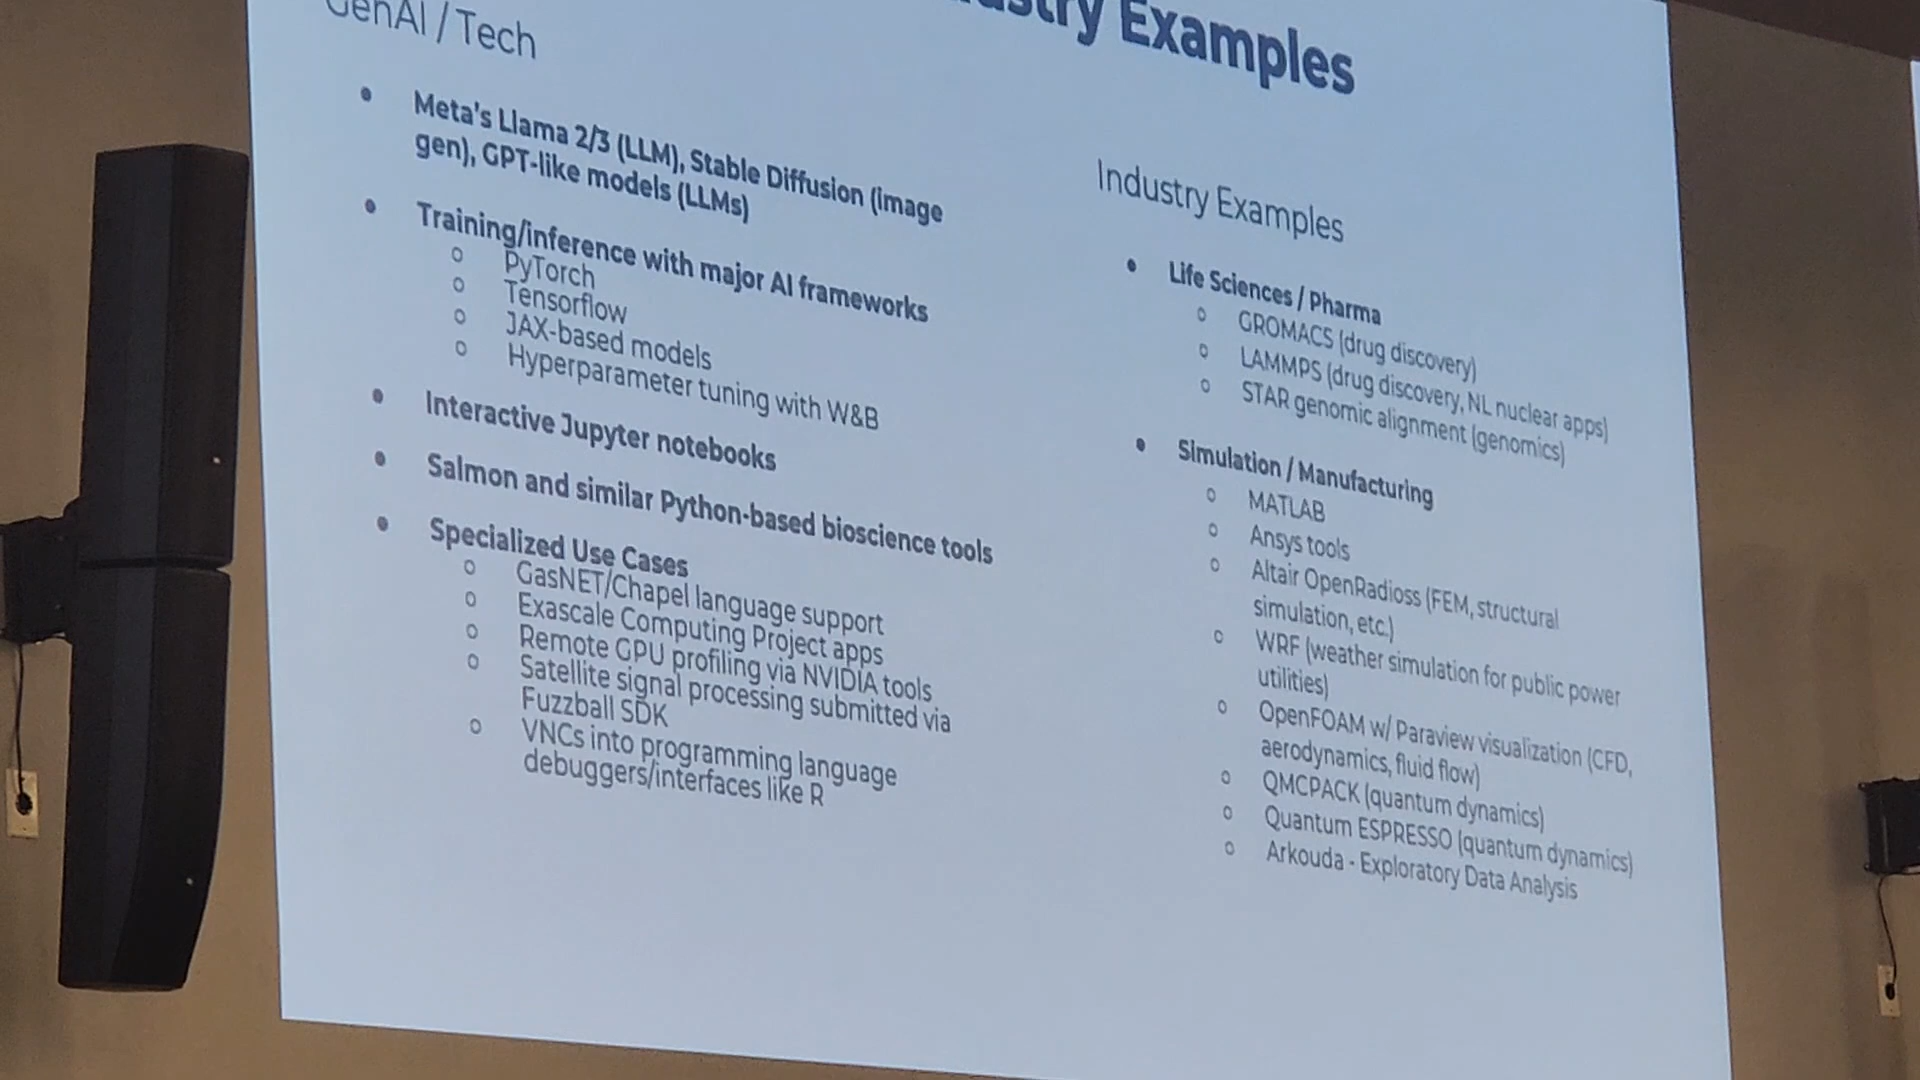 Examples
GenAI / Tech
Meta's Llama 2/3 (LLM), Stable Diffusion (image
gen), GPT-like models (LLMs)
Training/inference with major AI frameworks
PyTorch
Tensorflow
JAX-based models
Hyperparameter tuning with W&B
Interactive Jupyter notebooks
Salmon and similar Python-based bioscience tools
Specialized Use Cases
GasNET/Chapel language support
Exascale Computing Project apps
Remote GPU profiling via NVIDIA tools
Satellite signal processing submitted via
Fuzzball SDK
VNCs into programming language
debuggers/interfaces like R
Industry Examples
Life Sciences / Pharma
GROMACS (drug discovery)
LAMMPS (drug discovery, NL nuclear apps)
STAR genomic alignment (genomics)
Simulation / Manufacturing
MATLAB
Ansys tools
Altair OpenRadioss (FEM, structural
simulation, etc.)
WRF (weather simulation for public power
utilities)
OpenFOAM w/ Paraview visualization (CFD,
aerodynamics, fluid flow)
QMCPACK (quantum dynamics)
Quantum ESPRESSO (quantum dynamics)
Arkouda - Exploratory Data Analysis